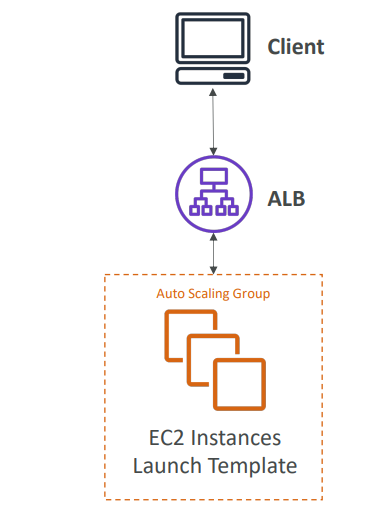 Client
ALB
Auto Scaling Group
EC2 Instances
Launch Template